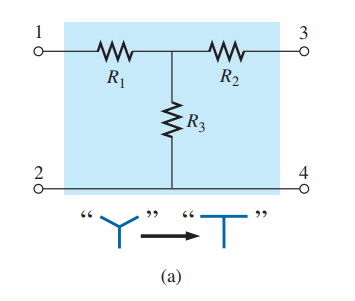 1 3
R1 R2
R3
2 4
“ ” “ ”
(a)